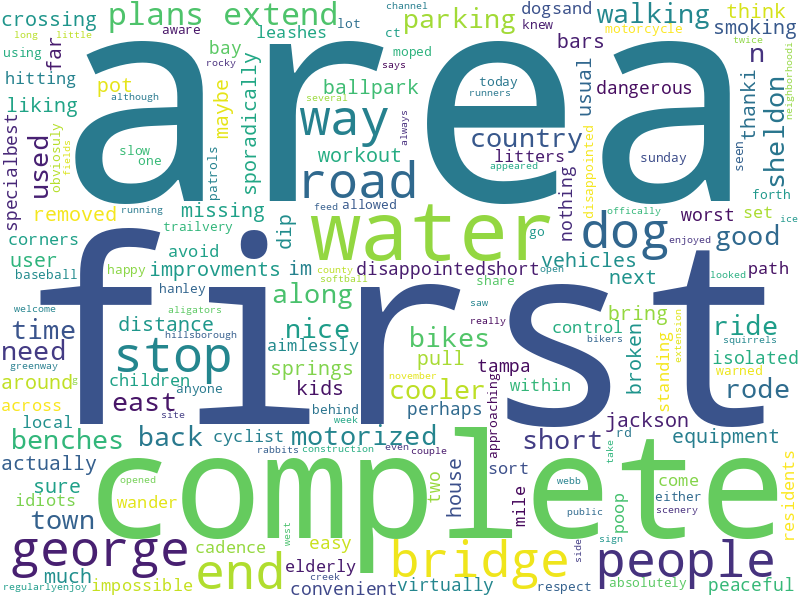 crossing plans extend lot channel dogsand walking think
long little aware leashes parking knew motorcycle smoking
using far bay ct moped bars n twice
hitting rocky says
area
pot although maybe sporadically ballpark several today usual dangerous
liking way runners thanki sheldon neighborhoodi
specialbest used obviosuly slow one patrols workout always country litters disappointed sunday seen
fields road appeared nothing
removed running missing dip feed allowed water go dog offically worst set forth ice
trailvery enjoyed good
corners avoid happy im disappointedshort vehicles looked path
user improvments county open next
baseball hanley softball share
first
welcome aligators along saw bring
time distance hillsborough nice really bikes control bikers ride squirrels
greenway stop aimlessly pull broken extension isolated
need springs tampa standing warned
around g children november within rode
anyone kids cooler
across east behind perhaps approaching
local site week jackson
benches back cyclist motorized even couple short rd equipment
actually rabbits construction take
complete
sure opened two house sort webb come residents
idiots wander mile either
town west public poop scenery
george cadence easy bridge side sign people
end elderly creek
much impossible convenient virtually respect absolutely peaceful
regularlyenjoy